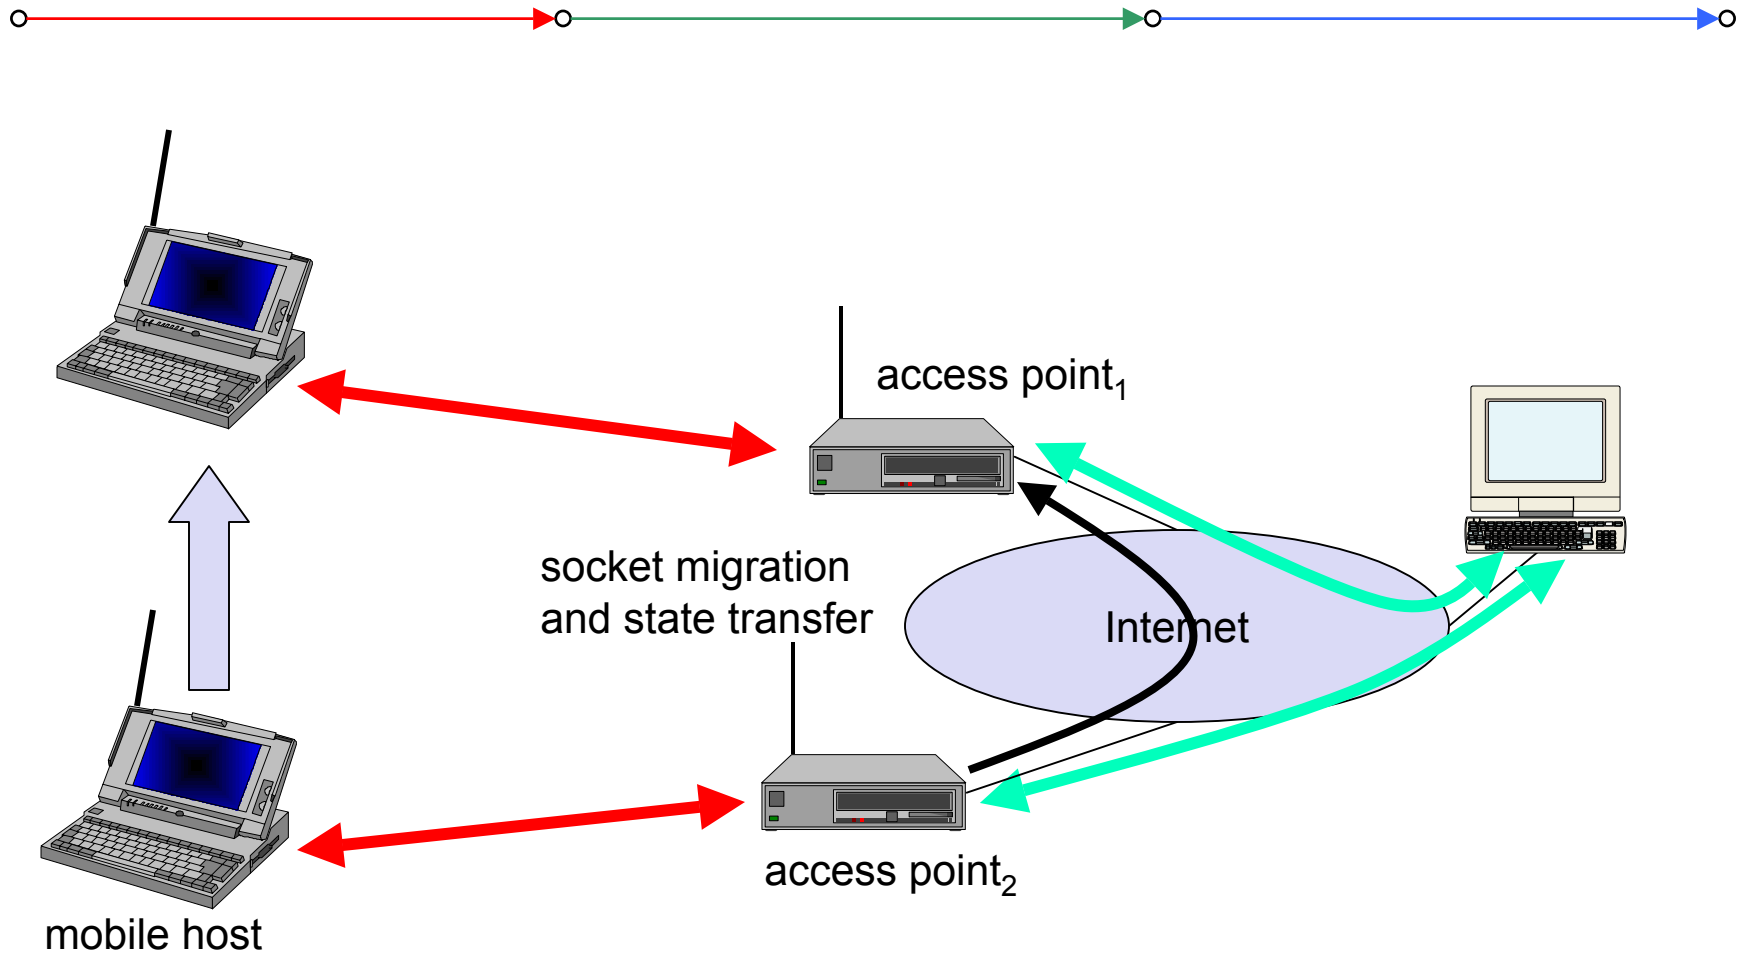 access point₁
socket migration
and state transfer
Internet
access point₂
mobile host